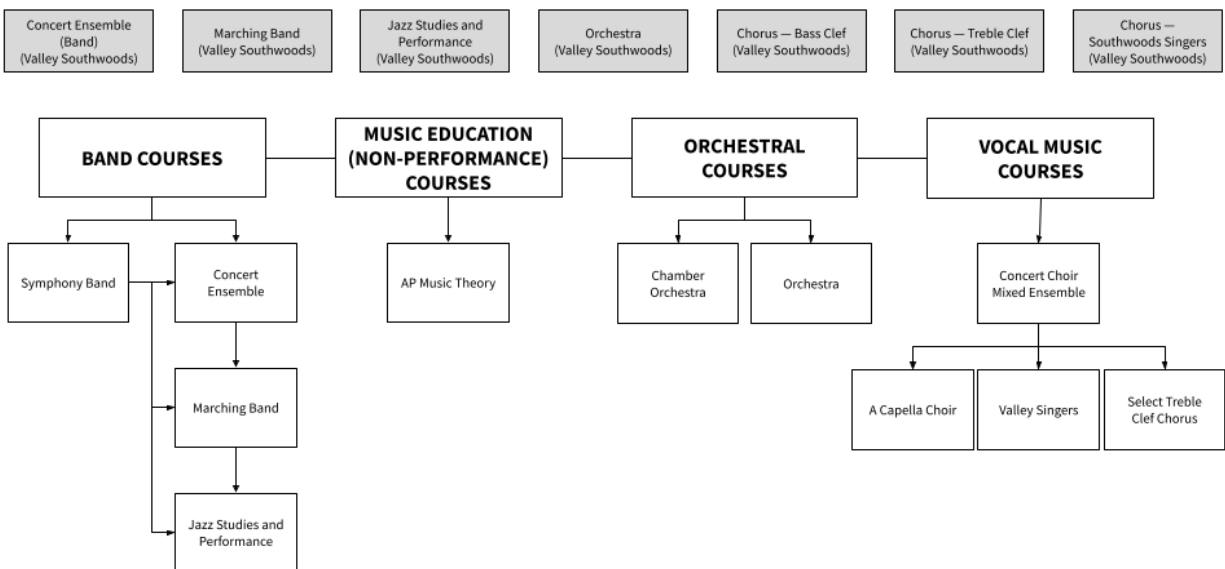 Concert Ensemble
(Band)
(Valley Southwoods)
Marching Band
(Valley Southwoods)
Jazz Studies and
Performance
(Valley Southwoods)
Orchestra
(Valley Southwoods)
Chorus — Bass Clef
(Valley Southwoods)
Chorus — Treble Clef
(Valley Southwoods)
Chorus —
Southwoods Singers
(Valley Southwoods)
BAND COURSES
MUSIC EDUCATION
(NON-PERFORMANCE)
COURSES
ORCHESTRAL
COURSES
VOCAL MUSIC
COURSES
Symphony Band
Concert
Ensemble
AP Music Theory
Chamber
Orchestra
Orchestra
Concert Choir
Mixed Ensemble
Marching Band
A Capella Choir
Valley Singers
Select Treble
Clef Chorus
Jazz Studies and
Performance